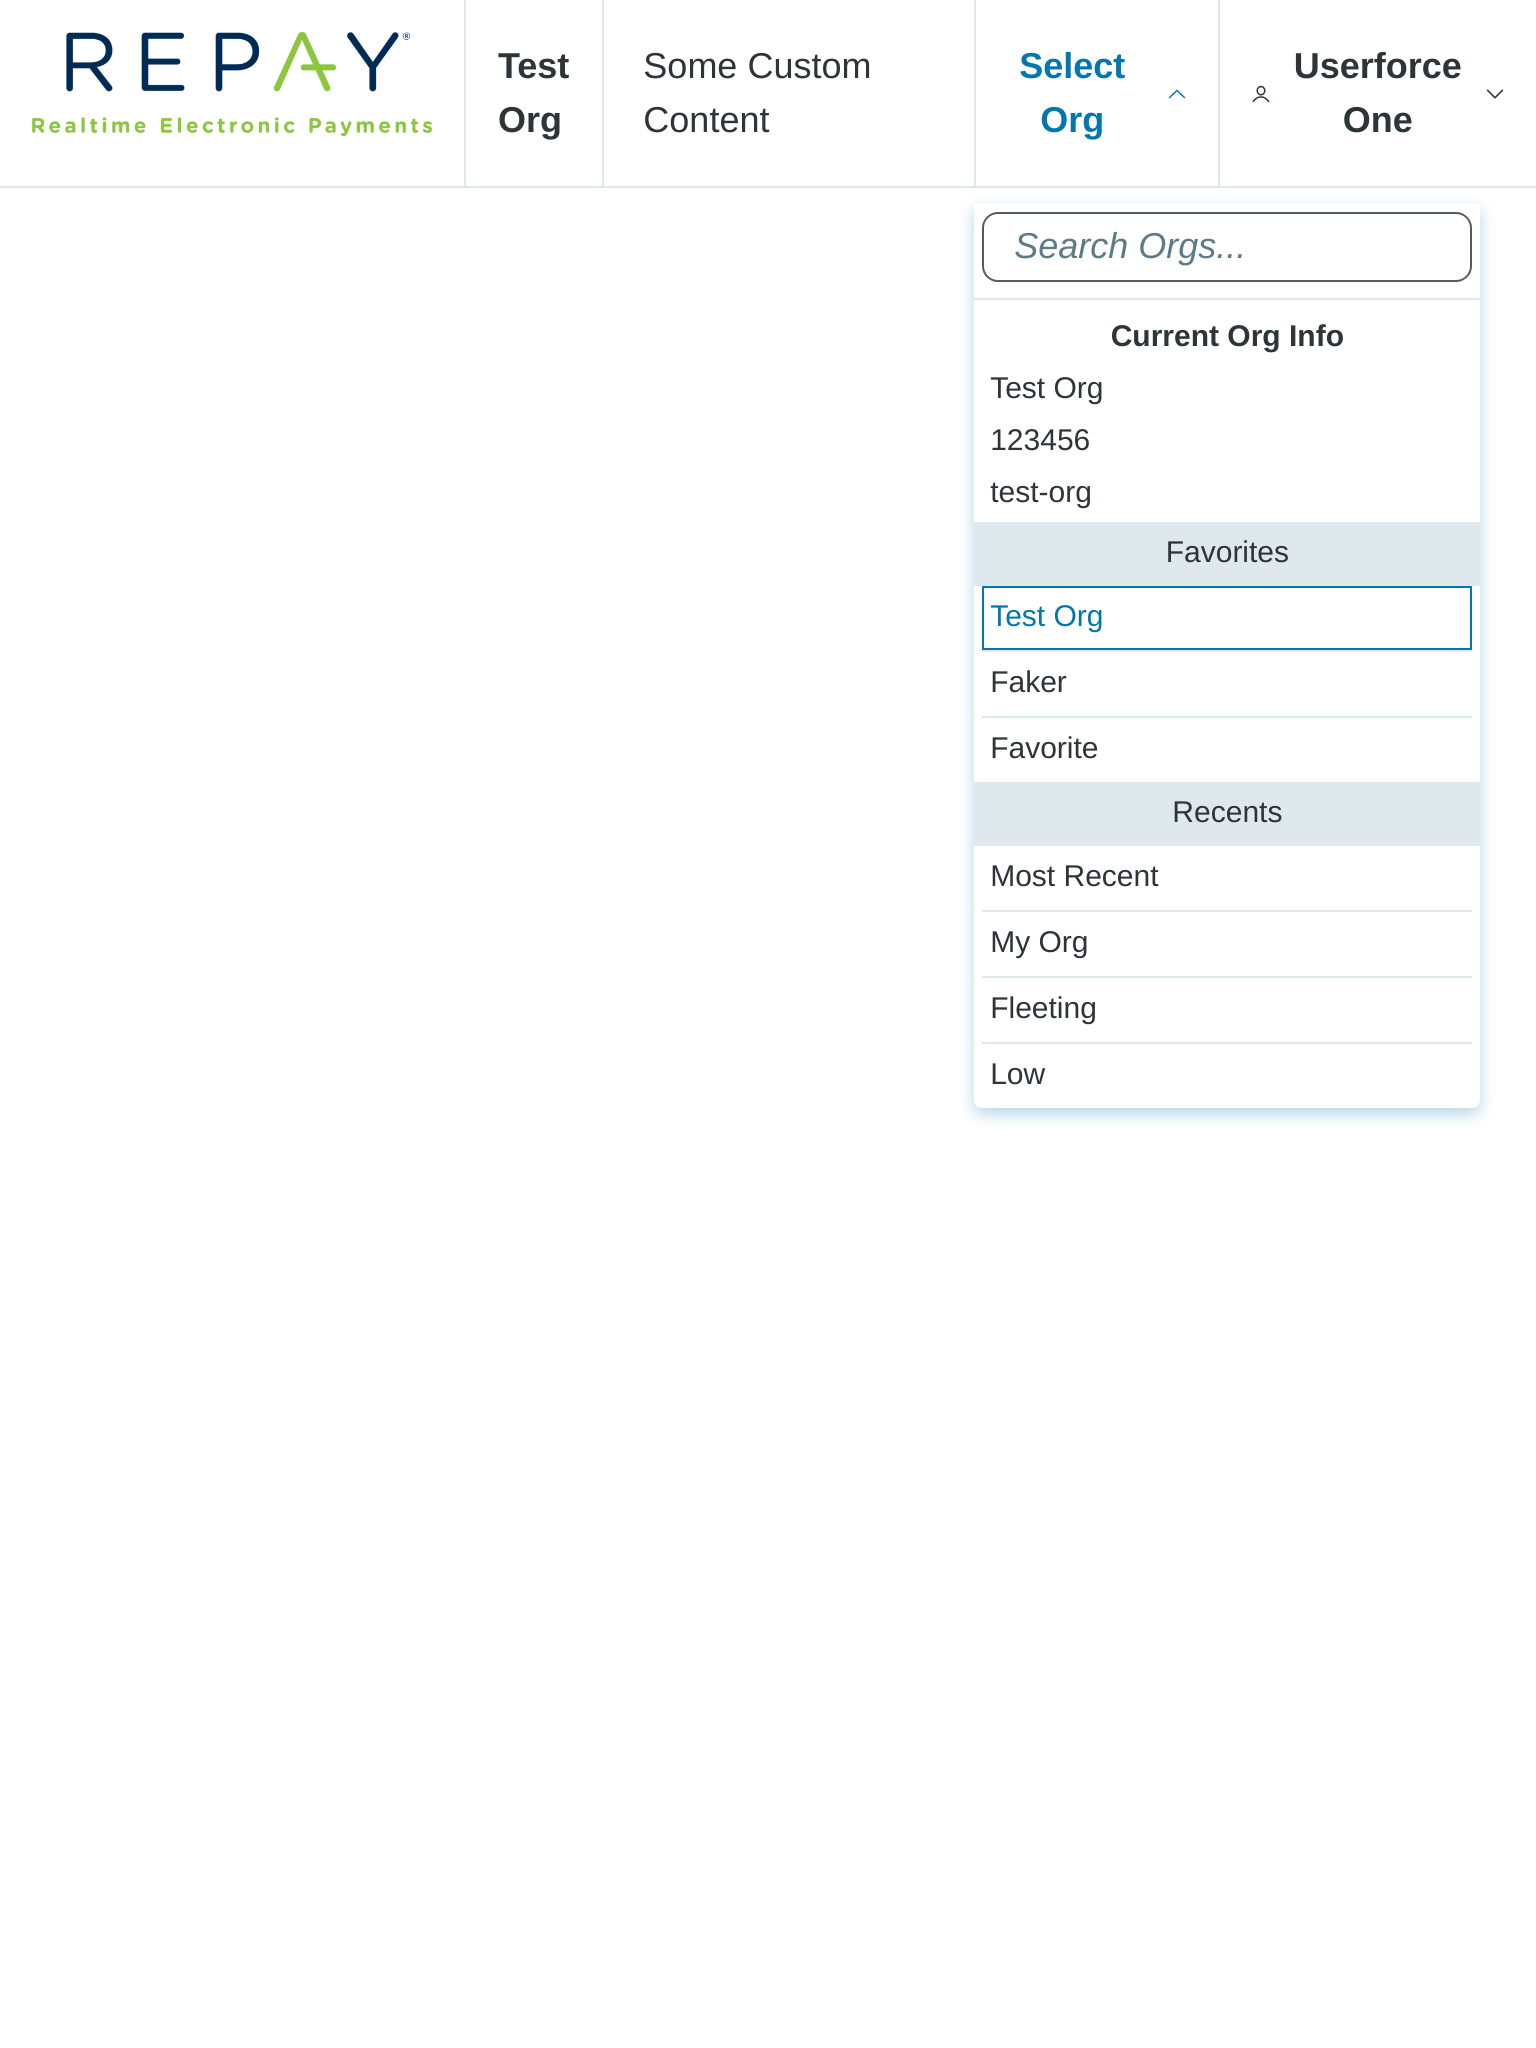 REPAY®
Realtime Electronic Payments
Test
Org
Some Custom
Content
Select
Org
Userforce
One
Search Orgs...
Current Org Info
Test Org
123456
test-org
Favorites
Test Org
Faker
Favorite
Recents
Most Recent
My Org
Fleeting
Low